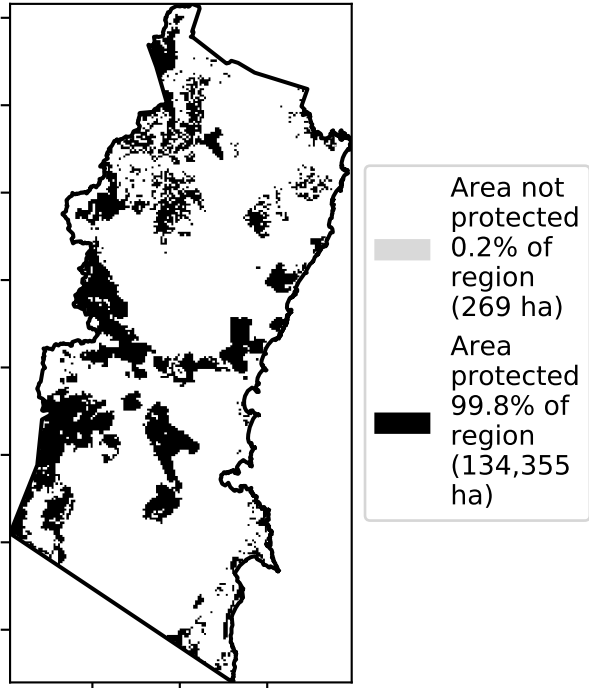 Area not
protected
0.2% of
region
(269 ha)
Area
protected
99.8% of
region
(134,355
ha)